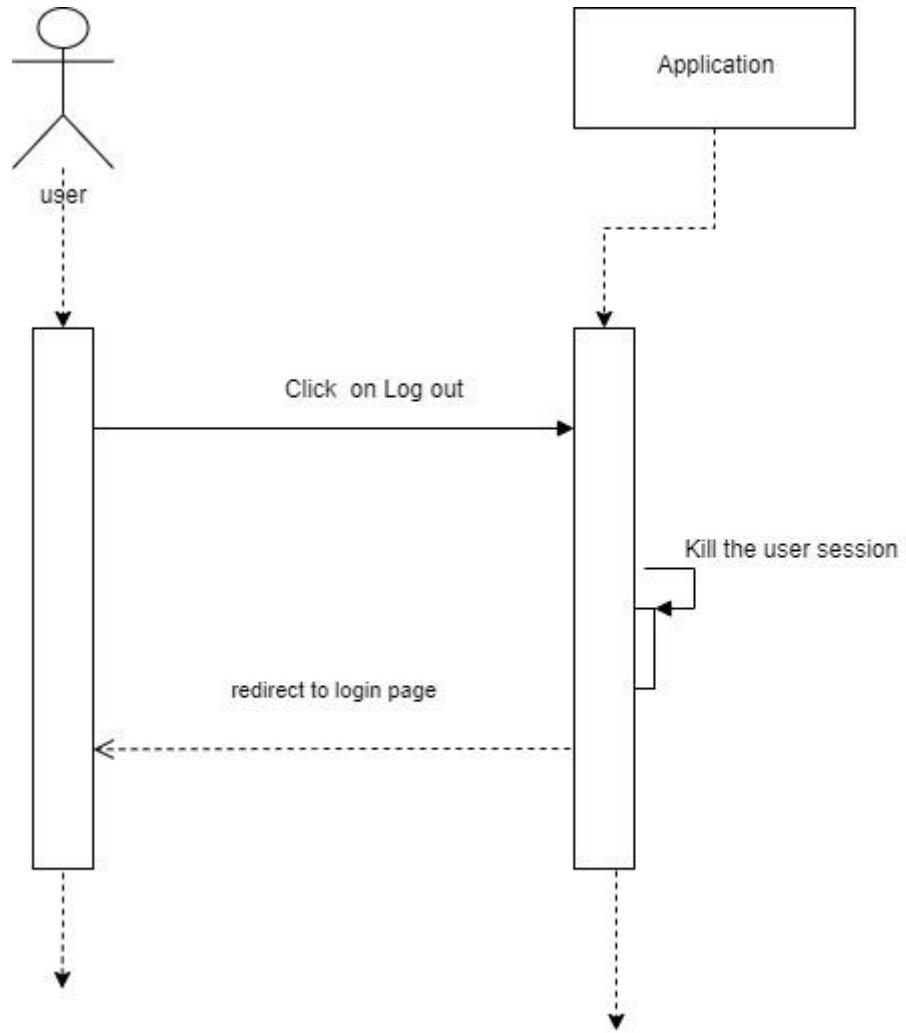 Application
user
Click  on Log out
Kill the user session
redirect to login page